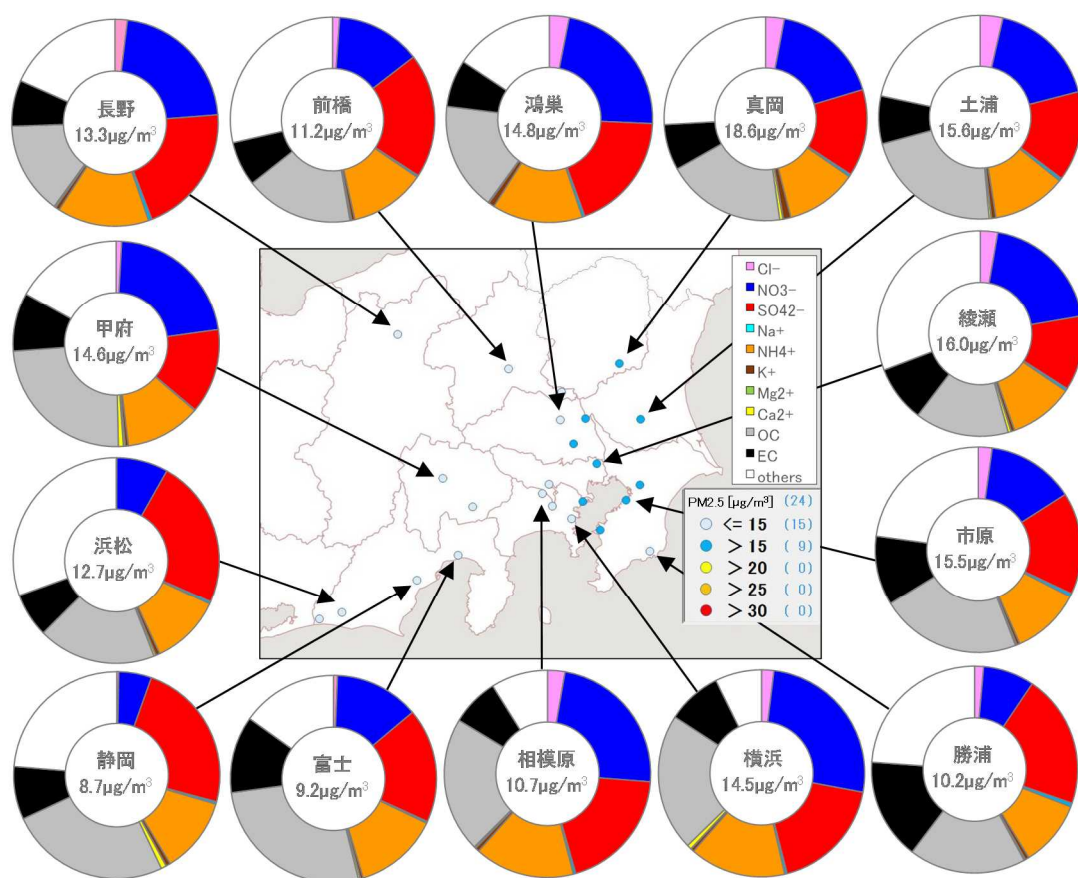 長野
13.3μg/m³
前橋
11.2μg/m³
鴻巣
14.8μg/m³
真岡
18.6μg/m³
土浦
15.6μg/m³
甲府
14.6μg/m³
綾瀬
16.0μg/m³
Cl-
NO3-
SO42-
Na+
NH4+
K+
Mg2+
Ca2+
OC
EC
others
PM2.5 [μg/m³] (24)
<= 15 (15)
> 15 ( 9)
> 20 ( 0)
> 25 ( 0)
> 30 ( 0)
浜松
12.7μg/m³
市原
15.5μg/m³
静岡
8.7μg/m³
富士
9.2μg/m³
相模原
10.7μg/m³
横浜
14.5μg/m³
勝浦
10.2μg/m³